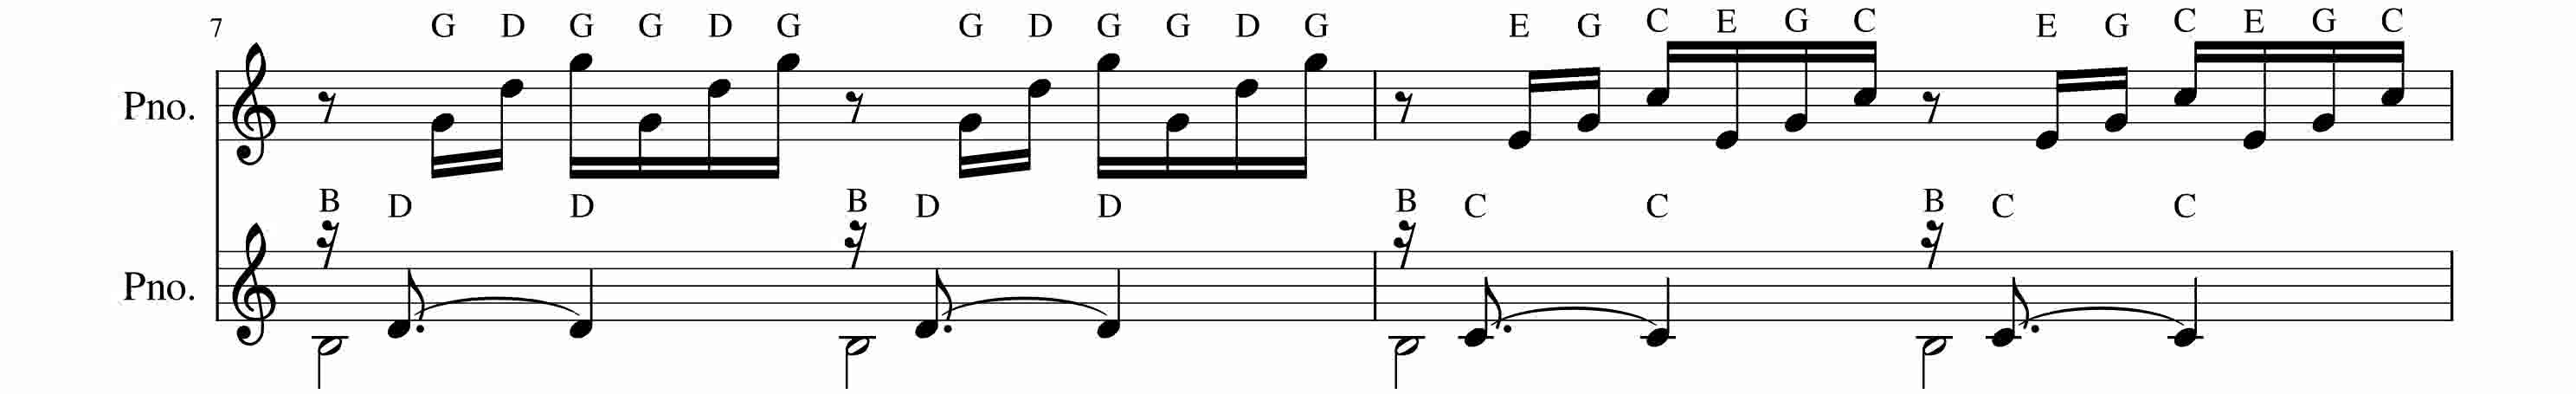 7 G D G G D G G D G G D G E G C E G C E G C E G C
Pno.
B D D B D D B C C B C C
Pno.